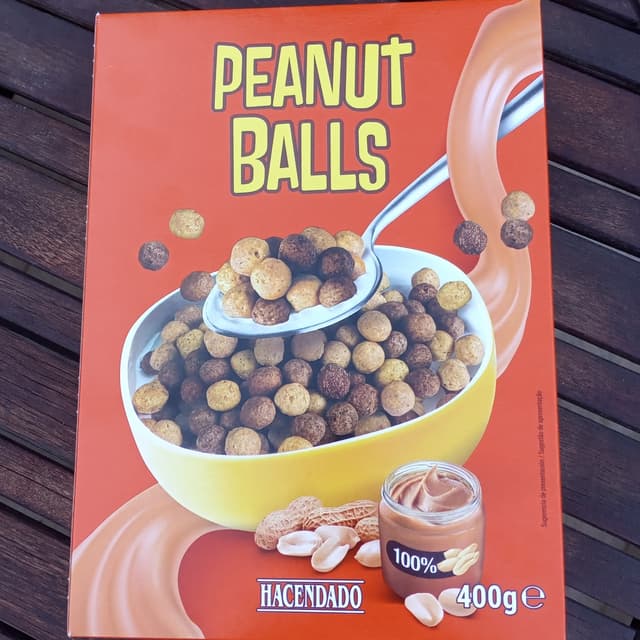 PEANUT
BALLS
Sugerencia de presentación / Sugestão de apresentação
100%
HACENDADO
400g℮